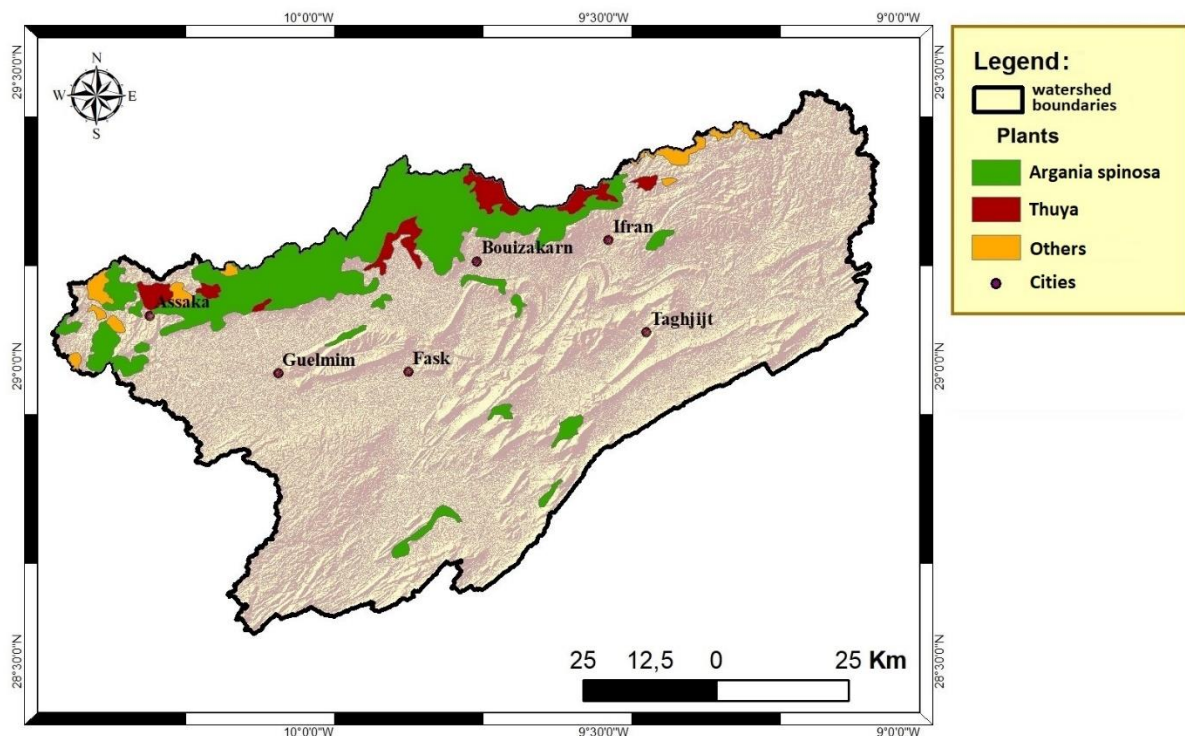 10°0'0"W 9°30'0"W 9°0'0"W
29°30'0"N 29°30'0"N
N
W E
S
Ifran
Bouizakarn
Assaka
Taghjijt
Guelmim Fask
29°0'0"N 29°0'0"N
25 12,5 0 25 Km
28°30'0"N 28°30'0"N
10°0'0"W 9°30'0"W 9°0'0"W
Legend:
watershed
boundaries
Plants
Argania spinosa
Thuya
Others
Cities